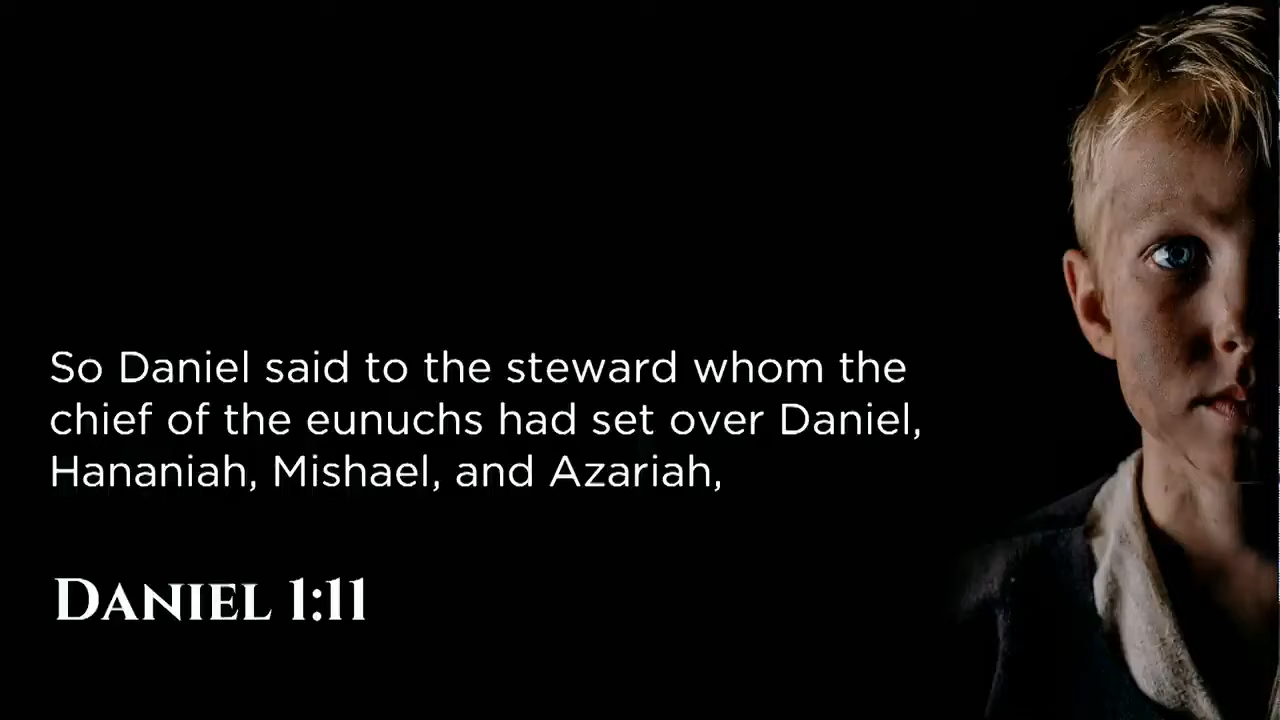 So Daniel said to the steward whom the
chief of the eunuchs had set over Daniel,
Hananiah, Mishael, and Azariah,
Daniel 1:11